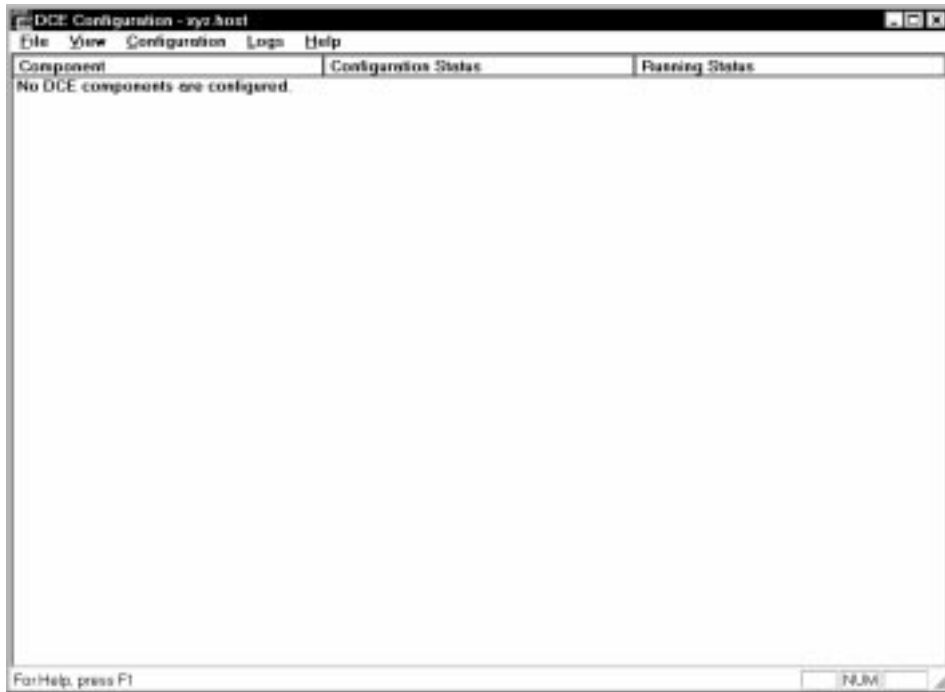 DCE Configuration - xyz.host
File View Configuration Logs Help
Component Configuration Status Running Status
No DCE components are configured.
For Help, press F1 NUM